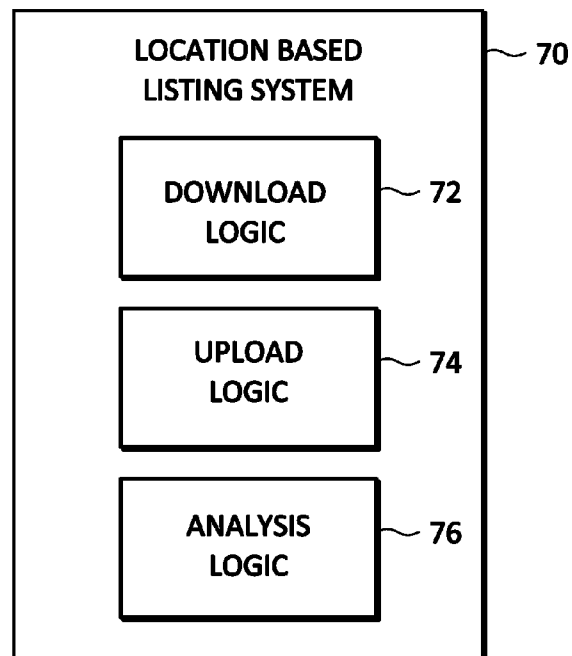 LOCATION BASED
LISTING SYSTEM
70
DOWNLOAD
LOGIC
72
UPLOAD
LOGIC
74
ANALYSIS
LOGIC
76